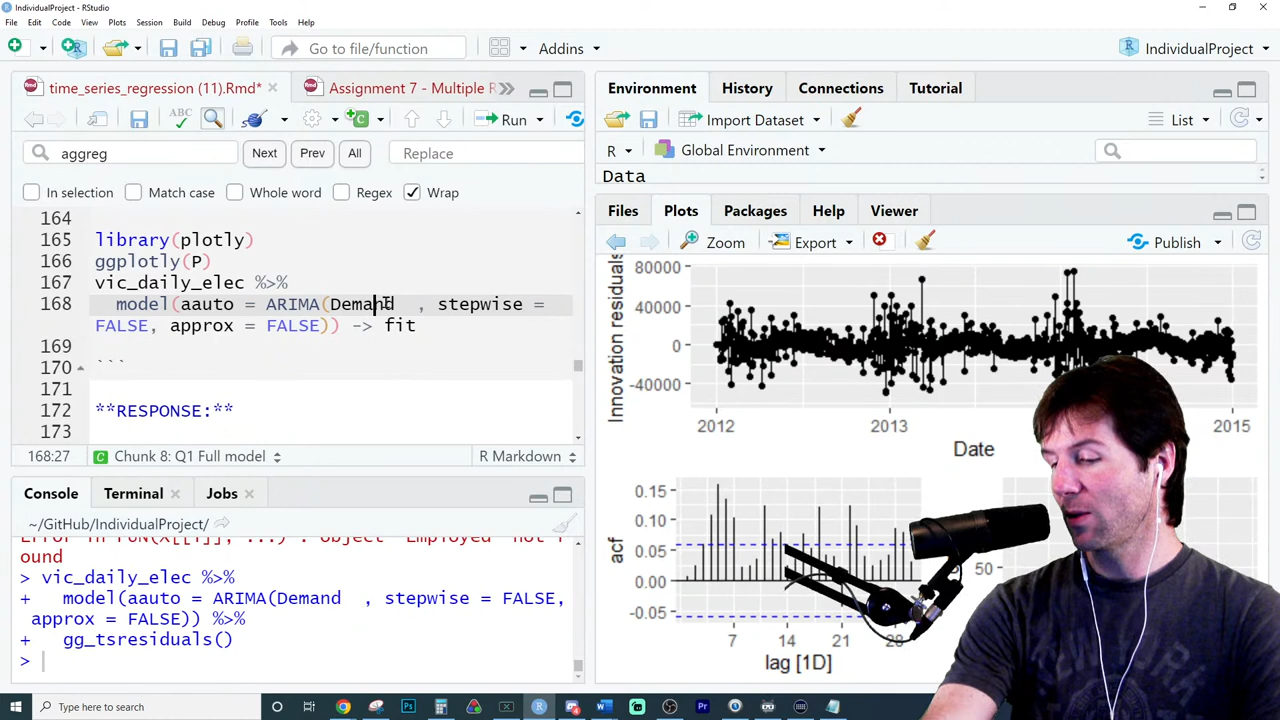 IndividualProject - RStudio
File Edit Code View Plots Session Build Debug Profile Tools Help
Go to file/function Addins IndividualProject
time_series_regression (11).Rmd* Assignment 7 - Multiple R
ABC Run
aggreg Next Prev All Replace
In selection Match case Whole word Regex Wrap
164
165 library(plotly)
166 ggplotly(P)
167 vic_daily_elec %>%
168 model(aauto = ARIMA(Demand , stepwise =
FALSE, approx = FALSE)) -> fit
169
170 ```
171
172 **RESPONSE:**
173
168:27 Chunk 8: Q1 Full model R Markdown
Console Terminal Jobs
~/GitHub/IndividualProject/
ound
> vic_daily_elec %>%
+ model(aauto = ARIMA(Demand , stepwise = FALSE,
approx = FALSE)) %>%
+ gg_tsresiduals()
>
Environment History Connections Tutorial
Import Dataset List
R Global Environment
Data
Files Plots Packages Help Viewer
Zoom Export Publish
Innovation residuals
80000
40000
0
-40000
2012 2013 2015
Date
acf
0.15
0.10
0.05
0.00
-0.05
7 14 21 28
lag [1D]
50
Type here to search